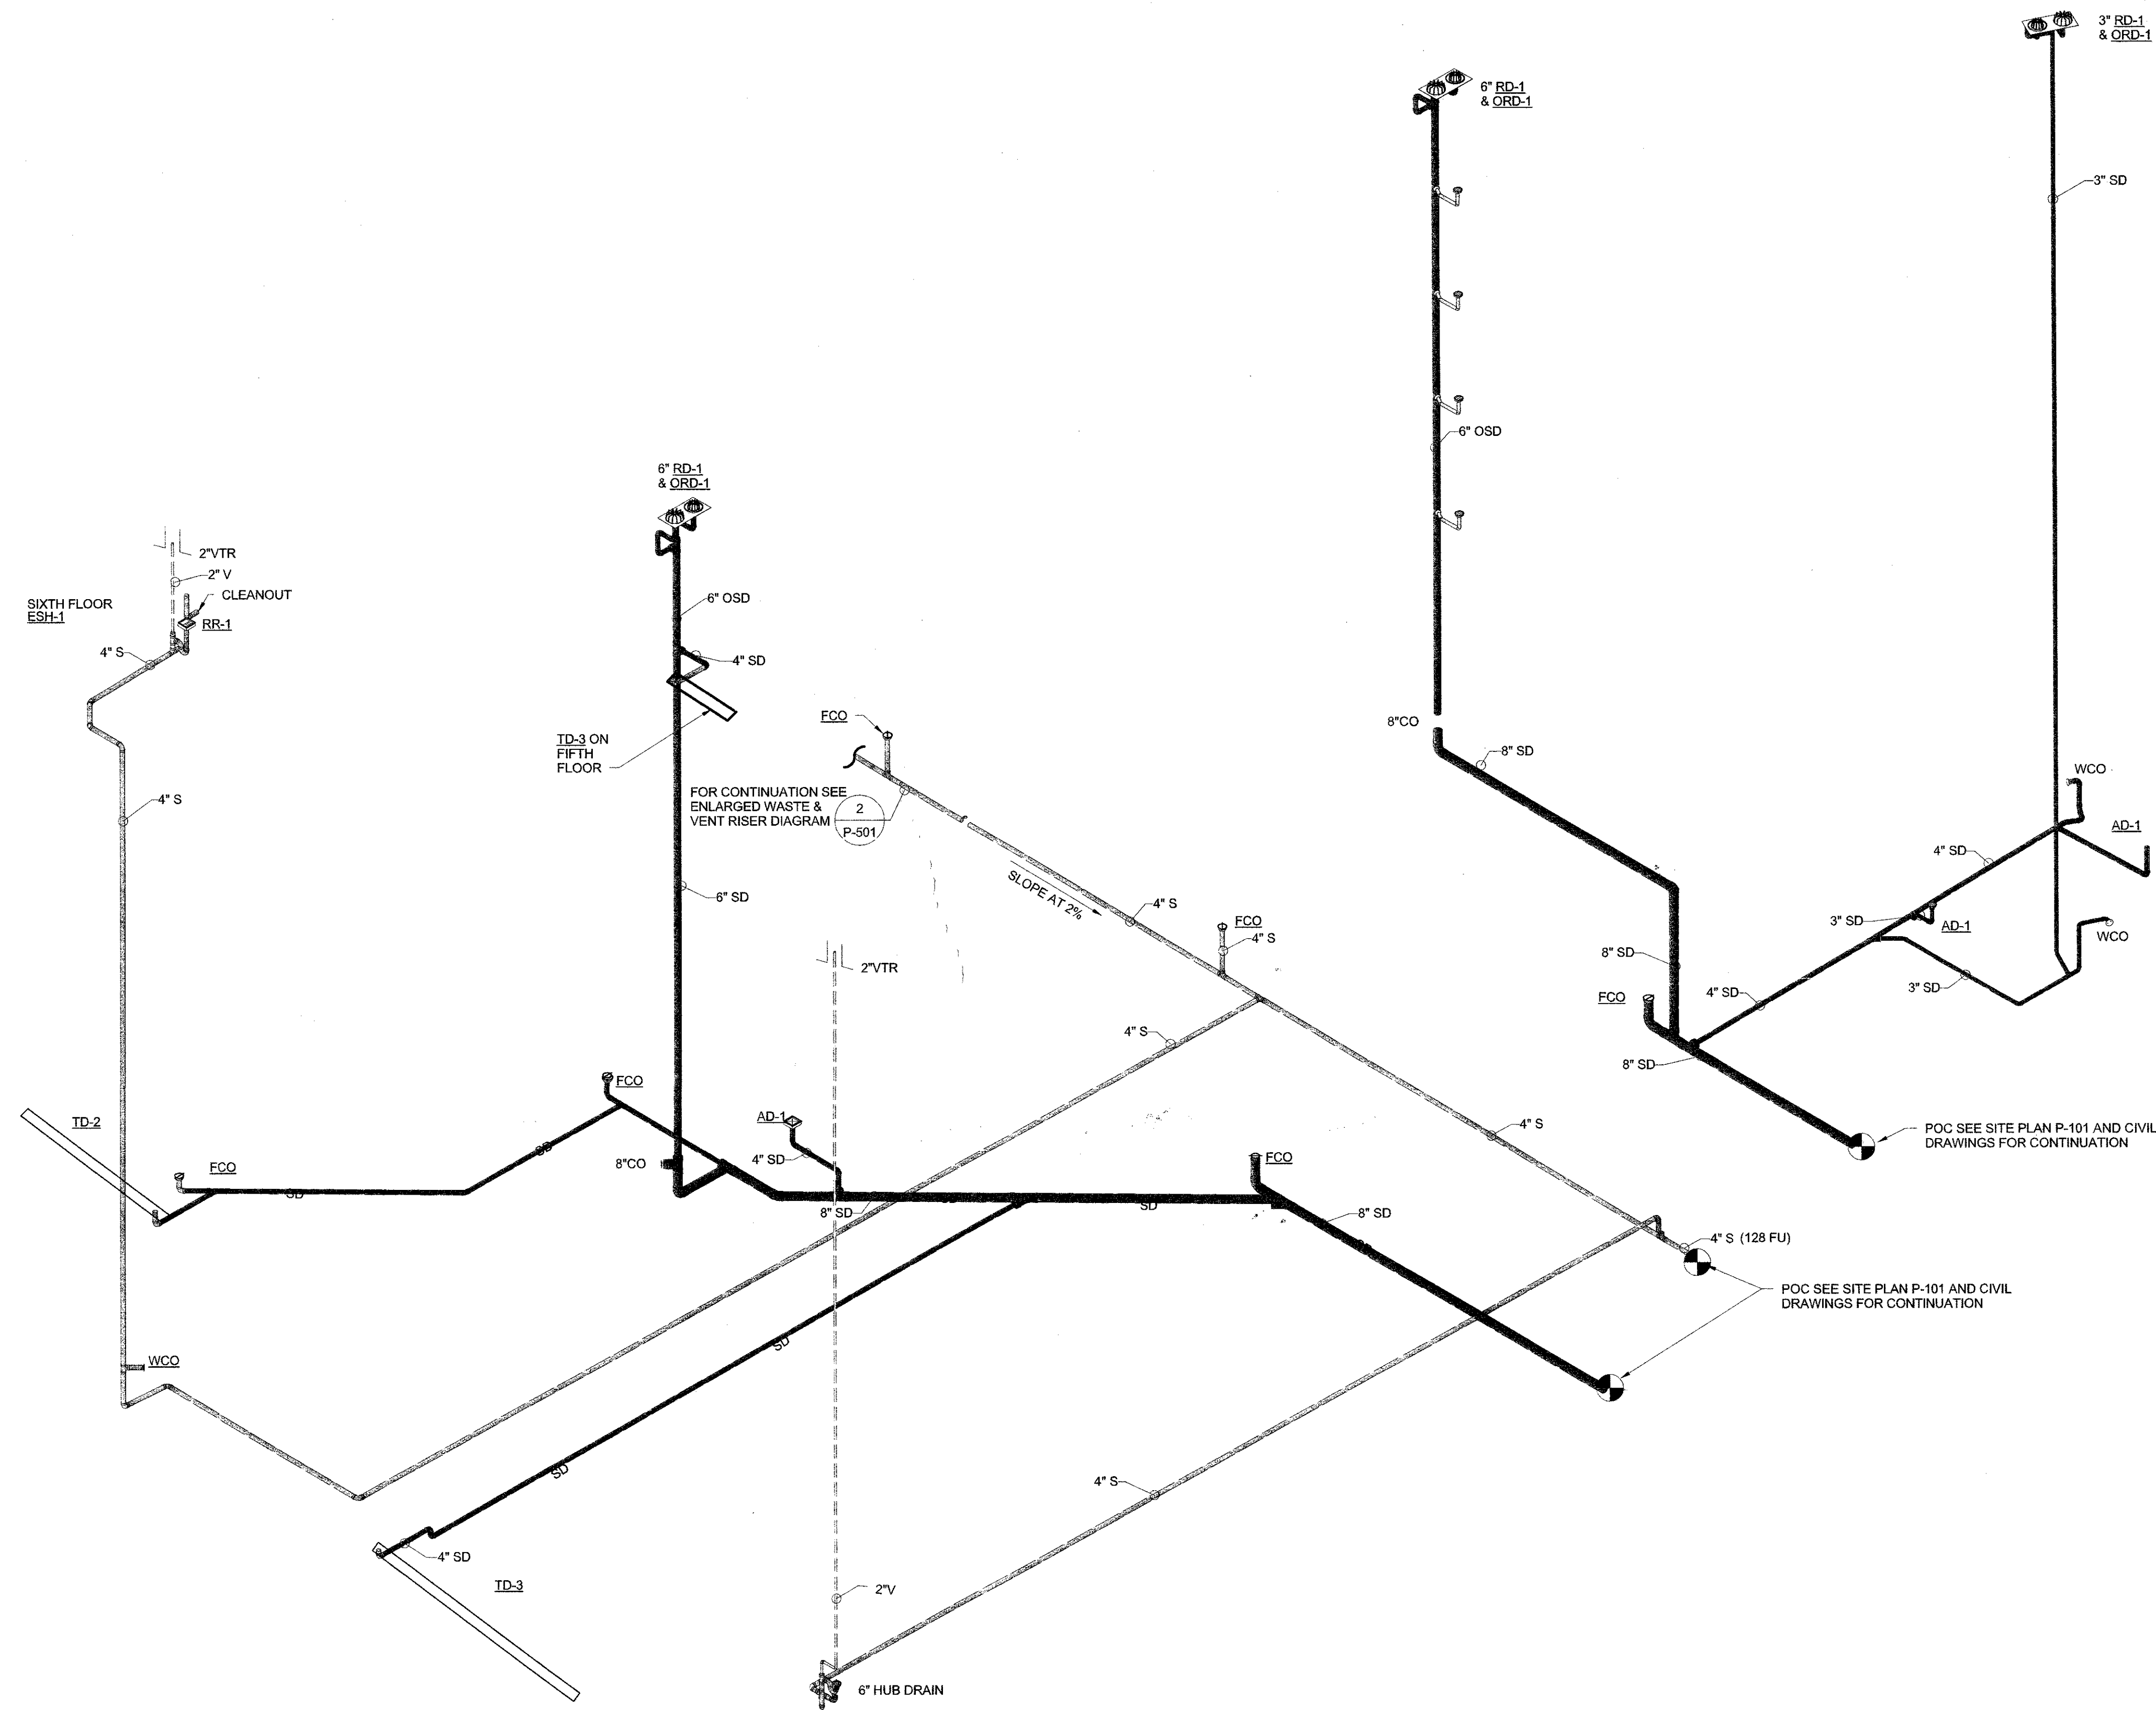 3" RD-1
& ORD-1
6" RD-1
& ORD-1
3" SD
6" OSD
6" RD-1
& ORD-1
2"VTR
2" V
CLEANOUT
SIXTH FLOOR
ESH-1
RR-1
6" OSD
4" S
4" SD
FCO
8"CO
TD-3 ON
FIFTH
FLOOR
8" SD
WCO
FOR CONTINUATION SEE
ENLARGED WASTE &
VENT RISER DIAGRAM
2
P-501
4" S
AD-1
4" SD
SLOPE AT 2%
6" SD
4" S
FCO
3" SD
AD-1
4" S
WCO
8" SD
2"VTR
3" SD
4" SD
FCO
4" S
8" SD
FCO
AD-1
TD-2
4" S
POC SEE SITE PLAN P-101 AND CIVIL
DRAWINGS FOR CONTINUATION
SD
FCO
8"CO
4" SD
FCO
SD
8" SD
SD
8" SD
4" S (128 FU)
SD
POC SEE SITE PLAN P-101 AND CIVIL
DRAWINGS FOR CONTINUATION
SD
WCO
SD
4" S
4" SD
TD-3
2"V
6" HUB DRAIN